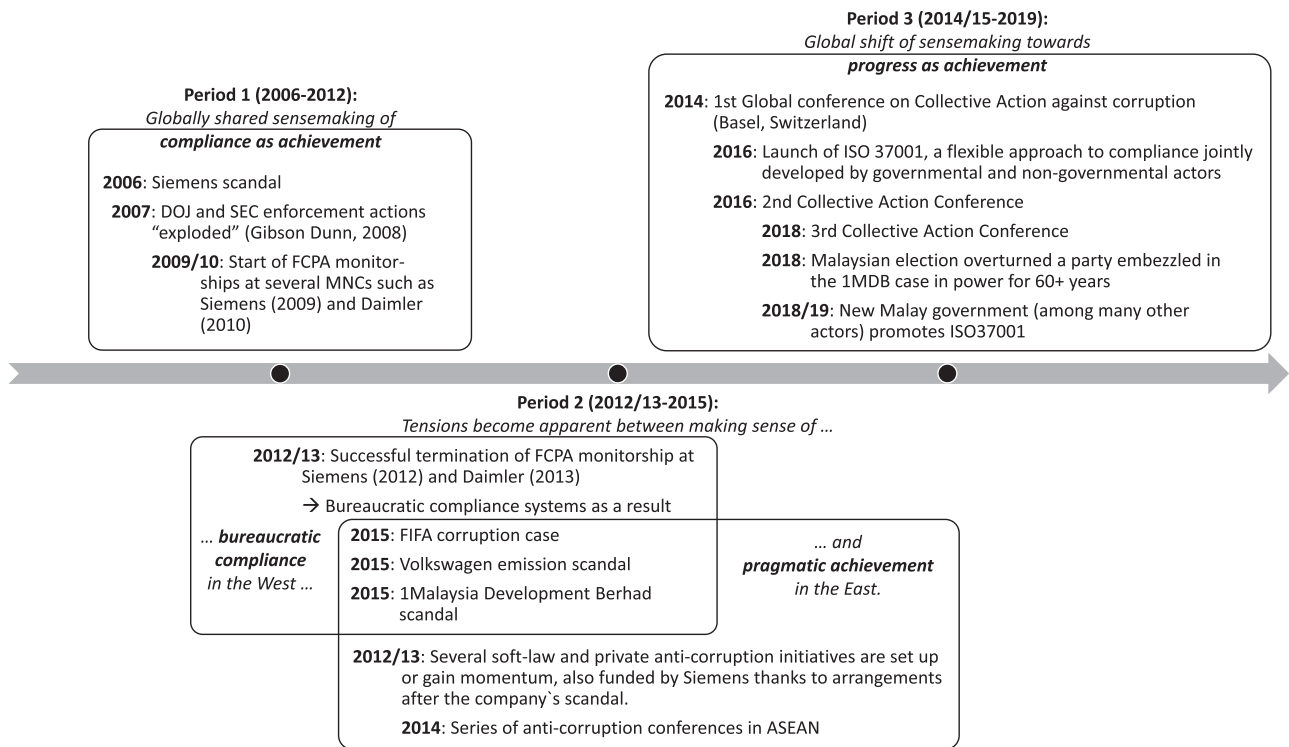 Period 1 (2006-2012):
Globally shared sensemaking of
compliance as achievement
2006: Siemens scandal
2007: DOJ and SEC enforcement actions
“exploded” (Gibson Dunn, 2008)
2009/10: Start of FCPA monitor-
ships at several MNCs such as
Siemens (2009) and Daimler
(2010)
Period 3 (2014/15-2019):
Global shift of sensemaking towards
progress as achievement
2014: 1st Global conference on Collective Action against corruption
(Basel, Switzerland)
2016: Launch of ISO 37001, a flexible approach to compliance jointly
developed by governmental and non-governmental actors
2016: 2nd Collective Action Conference
2018: 3rd Collective Action Conference
2018: Malaysian election overturned a party embezzled in
the 1MDB case in power for 60+ years
2018/19: New Malay government (among many other
actors) promotes ISO37001
Period 2 (2012/13-2015):
Tensions become apparent between making sense of …
2012/13: Successful termination of FCPA monitorship at
Siemens (2012) and Daimler (2013)
→ Bureaucratic compliance systems as a result
… bureaucratic
compliance
in the West …
2015: FIFA corruption case
2015: Volkswagen emission scandal
2015: 1Malaysia Development Berhad
scandal
… and
pragmatic achievement
in the East.
2012/13: Several soft-law and private anti-corruption initiatives are set up
or gain momentum, also funded by Siemens thanks to arrangements
after the company`s scandal.
2014: Series of anti-corruption conferences in ASEAN